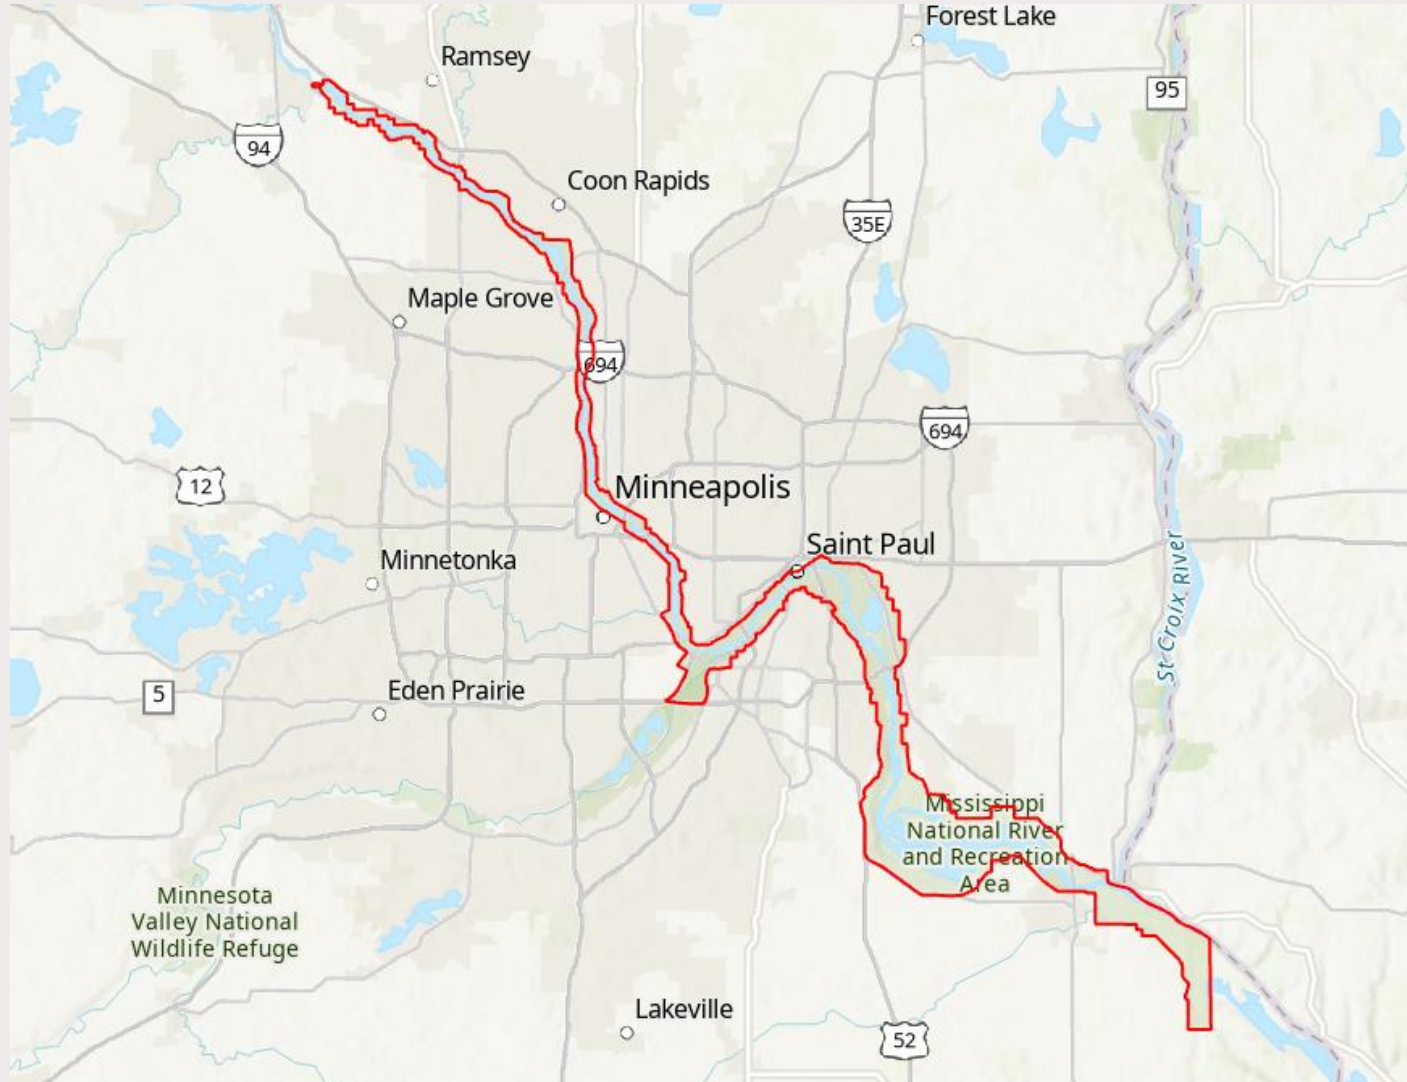 Forest Lake
Ramsey
95
94
Coon Rapids
35E
Maple Grove
694
694
12
Minneapolis
Saint Paul
Minnetonka
St Croix River
5
Eden Prairie
Mississippi
National River
and Recreation
Area
Minnesota
Valley National
Wildlife Refuge
Lakeville
52